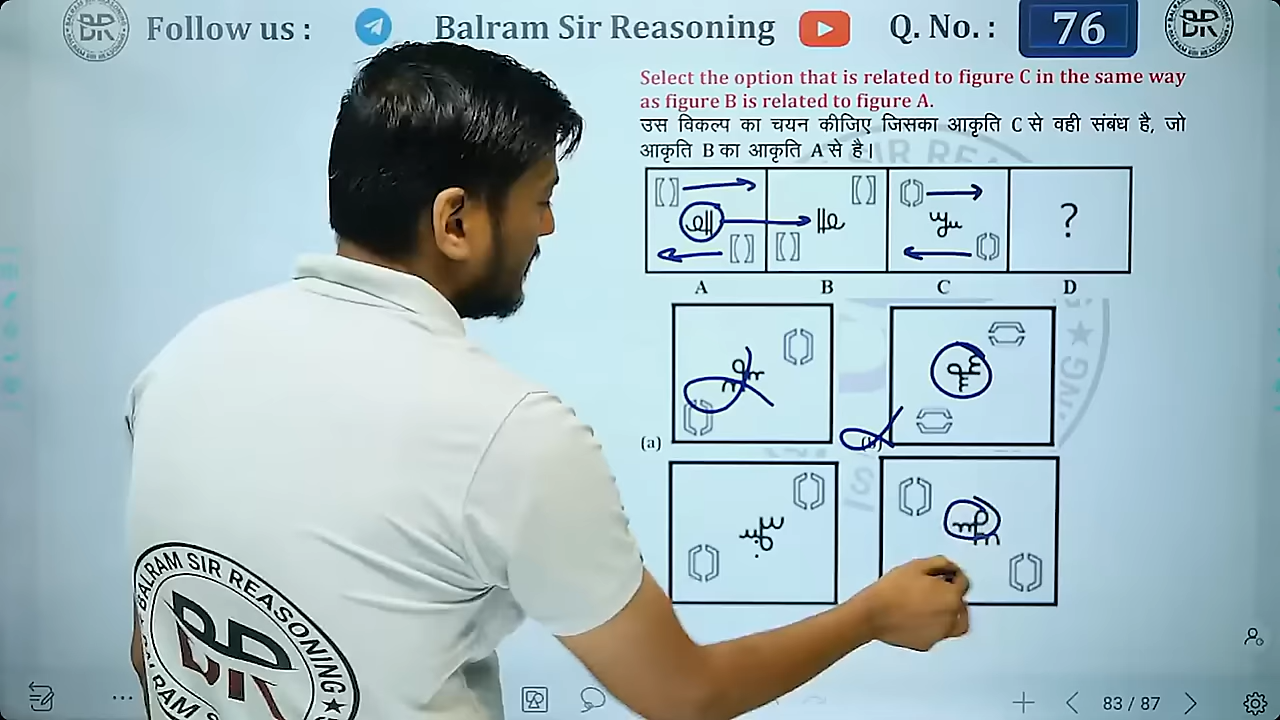 Follow us :
Balram Sir Reasoning
Q. No. :
76
BR
Select the option that is related to figure C in the same way
as figure B is related to figure A.
उस विकल्प का चयन कीजिए जिसका आकृति C से वही संबंध है, जो
आकृति B का आकृति A से है।
?
A B C D
(a)
BALRAM SIR REASONING
83 / 87